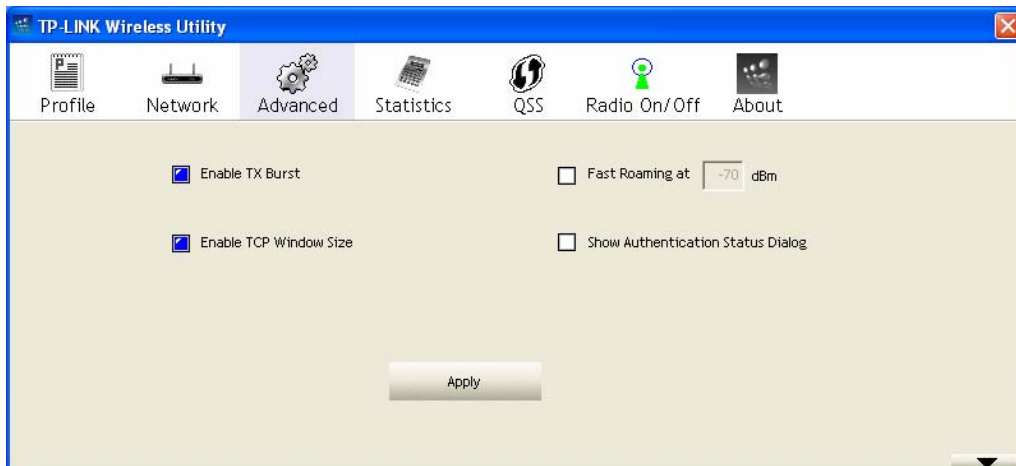 TP-LINK Wireless Utility
Profile Network Advanced Statistics QSS Radio On/Off About
Enable TX Burst Fast Roaming at -70 dBm
Enable TCP Window Size Show Authentication Status Dialog
Apply